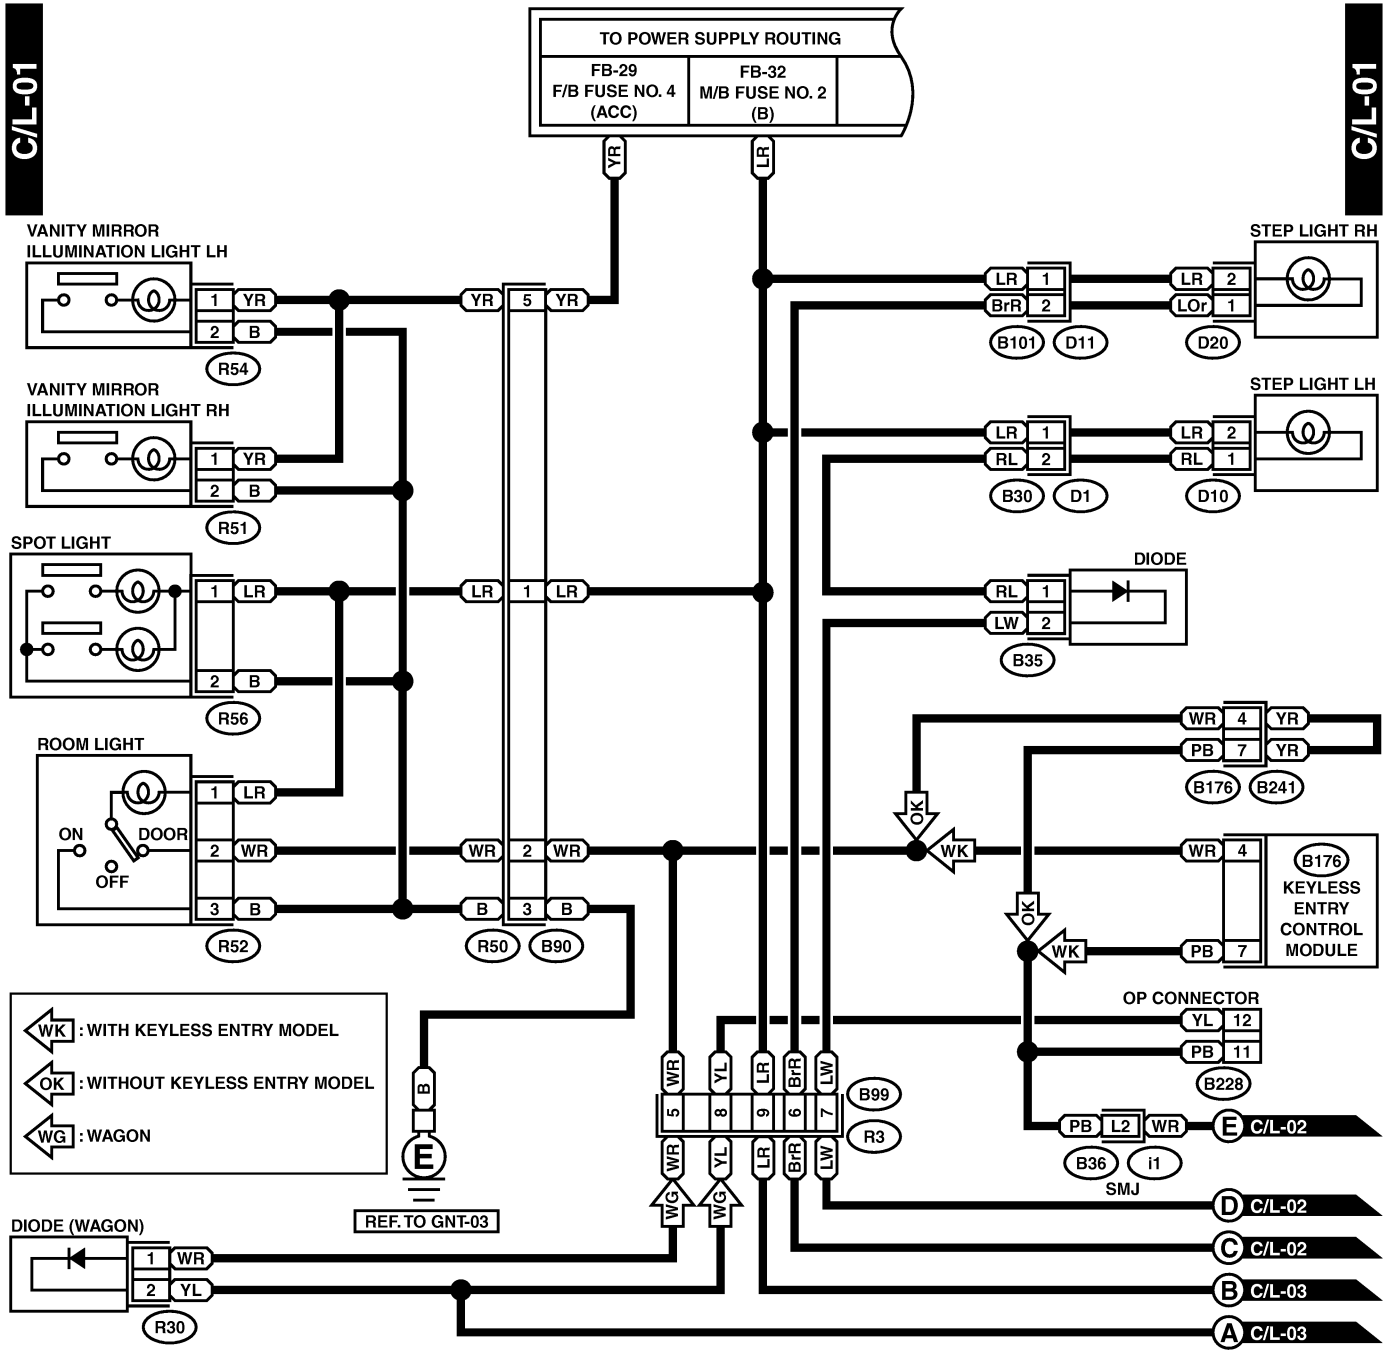 C/L-01
C/L-01
TO POWER SUPPLY ROUTING
FB-29
F/B FUSE NO. 4
(ACC)
FB-32
M/B FUSE NO. 2
(B)
YR
LR
VANITY MIRROR
ILLUMINATION LIGHT LH
1 YR
2 B
R54
YR 5 YR
VANITY MIRROR
ILLUMINATION LIGHT RH
1 YR
2 B
R51
SPOT LIGHT
1 LR
2 B
R56
LR 1 LR
ROOM LIGHT
ON
DOOR
OFF
1 LR
2 WR
3 B
R52
WR 2 WR
B 3 B
R50 B90
STEP LIGHT RH
LR 1
BrR 2
B101 D11
LR 2
LOr 1
D20
STEP LIGHT LH
LR 1
RL 2
B30 D1
LR 2
RL 1
D10
DIODE
RL 1
LW 2
B35
WR 4 YR
PB 7 YR
B176 B241
OK
WK
WR 4
B176
KEYLESS
ENTRY
CONTROL
MODULE
OK
WK
PB 7
OP CONNECTOR
YL 12
PB 11
B228
PB L2 WR
B36 i1
SMJ
E C/L-02
WK : WITH KEYLESS ENTRY MODEL
OK : WITHOUT KEYLESS ENTRY MODEL
WG : WAGON
B
E
REF. TO GNT-03
WR YL LR BrR LW
5 8 9 6 7
B99
R3
WR YL LR BrR LW
WG WG
D C/L-02
C C/L-02
B C/L-03
A C/L-03
DIODE (WAGON)
1 WR
2 YL
R30